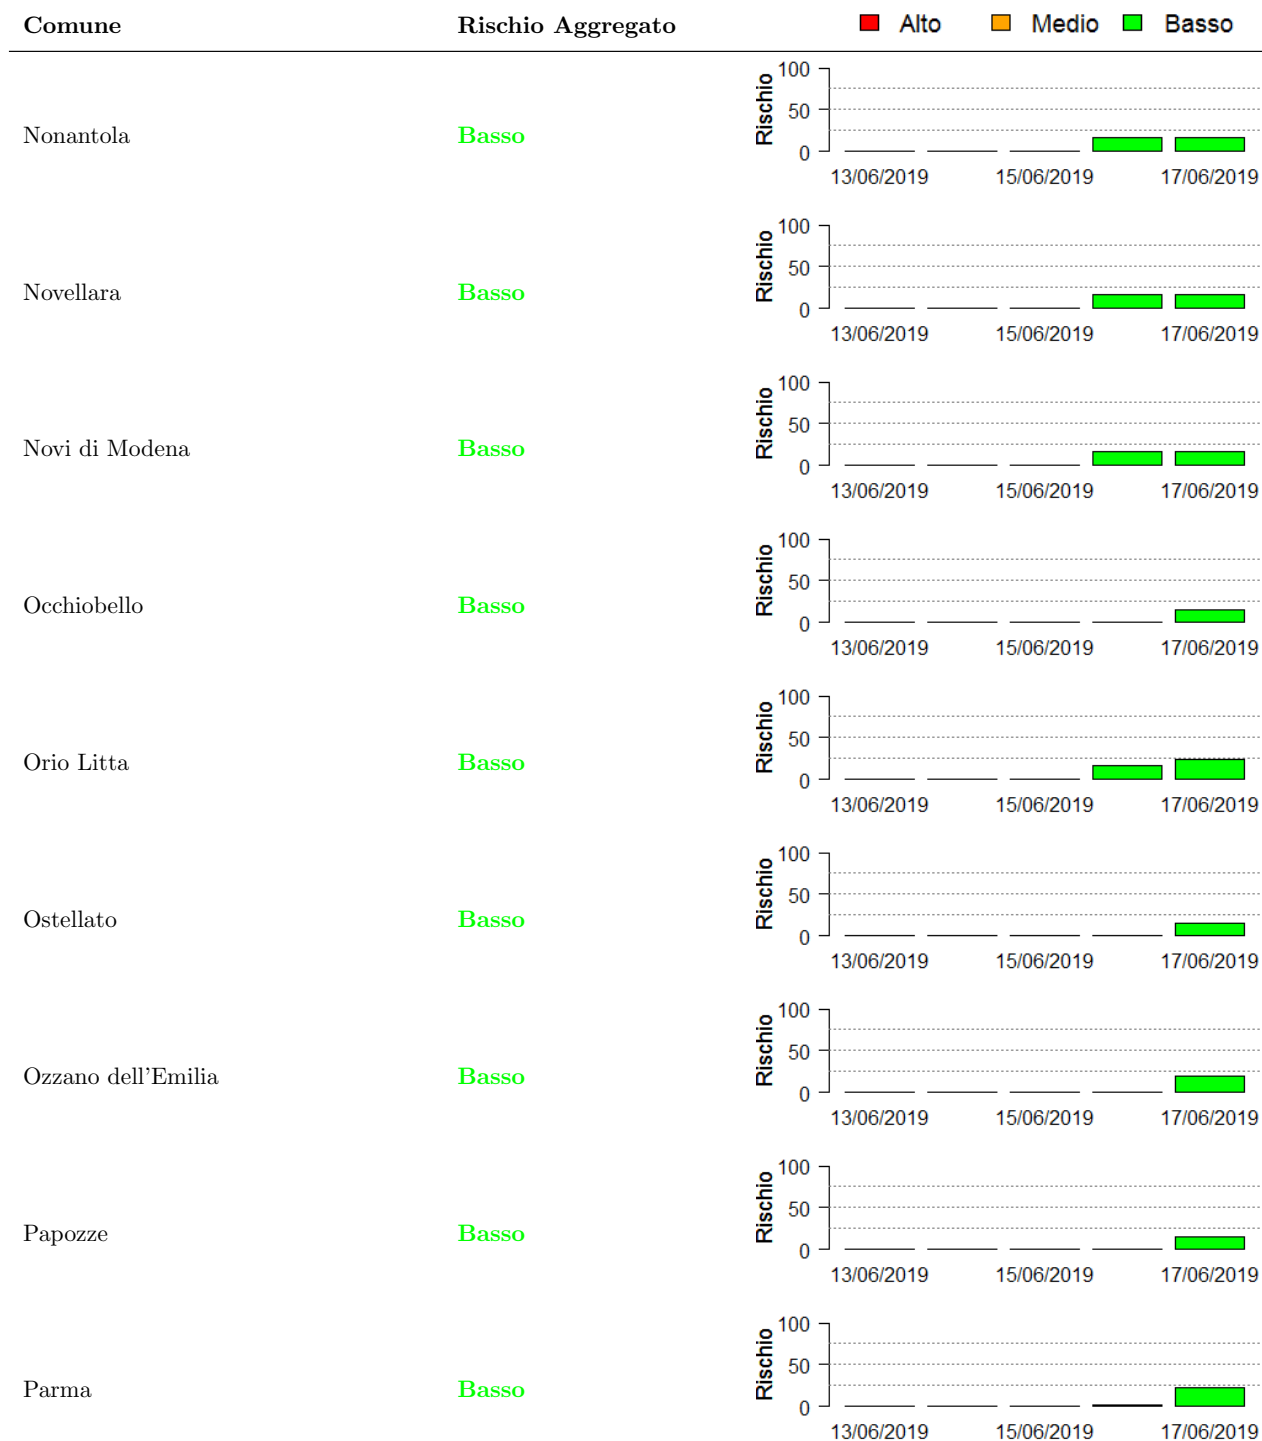 Comune Rischio Aggregato Alto Medio Basso
100
Rischio
50
Nonantola Basso
0
13/06/2019 15/06/2019 17/06/2019
100
Rischio
50
Novellara Basso
0
13/06/2019 15/06/2019 17/06/2019
100
Rischio
50
Novi di Modena Basso
0
13/06/2019 15/06/2019 17/06/2019
100
Rischio
50
Occhiobello Basso
0
13/06/2019 15/06/2019 17/06/2019
100
Rischio
50
Orio Litta Basso
0
13/06/2019 15/06/2019 17/06/2019
100
Rischio
50
Ostellato Basso
0
13/06/2019 15/06/2019 17/06/2019
100
Rischio
50
Ozzano dell'Emilia Basso
0
13/06/2019 15/06/2019 17/06/2019
100
Rischio
50
Papozze Basso
0
13/06/2019 15/06/2019 17/06/2019
100
Rischio
50
Parma Basso
0
13/06/2019 15/06/2019 17/06/2019